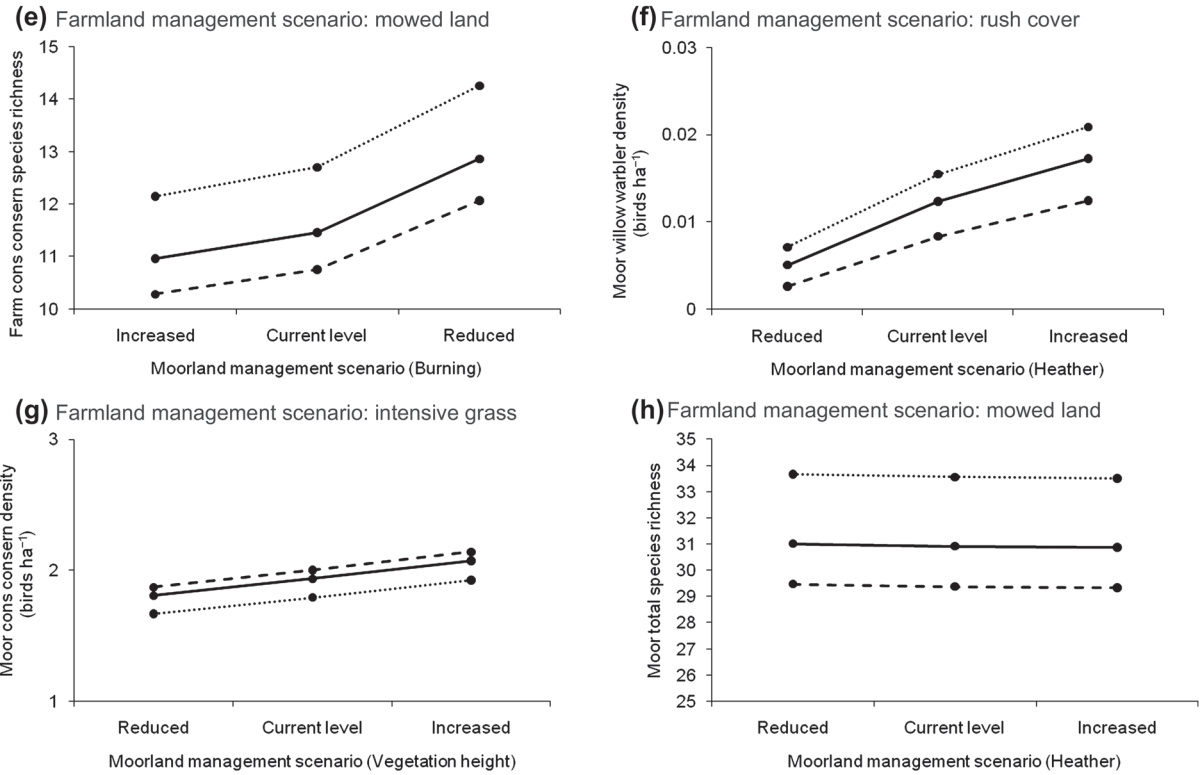 (e) Farmland management scenario: mowed land
15
14
13
12
11
10
Farm cons consern species richness
Increased Current level Reduced
Moorland management scenario (Burning)
(f) Farmland management scenario: rush cover
0.03
0.02
0.01
0
Moor willow warbler density
(birds ha⁻¹)
Reduced Current level Increased
Moorland management scenario (Heather)
(g) Farmland management scenario: intensive grass
3
2
1
Moor cons consern density
(birds ha⁻¹)
Reduced Current level Increased
Moorland management scenario (Vegetation height)
(h) Farmland management scenario: mowed land
35
34
33
32
31
30
29
28
27
26
25
Moor total species richness
Reduced Current level Increased
Moorland management scenario (Heather)